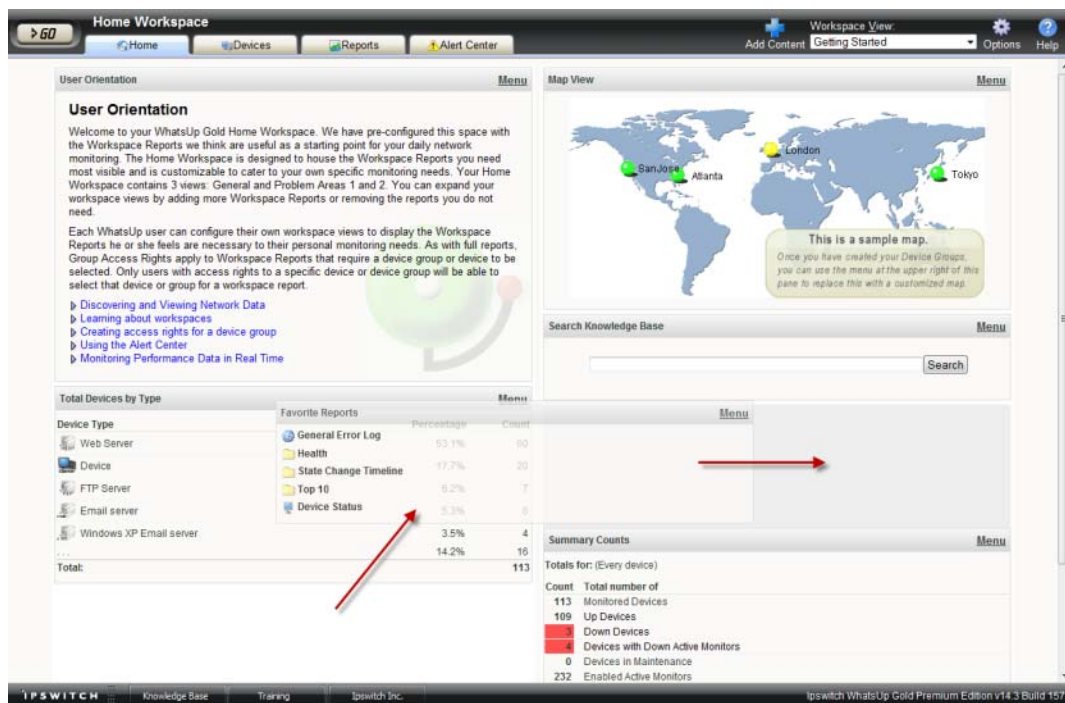 GO
Home Workspace
Home
Devices
Reports
Alert Center
Add Content
Workspace View:
Getting Started
Options
Help
User Orientation
Menu
User Orientation
Welcome to your WhatsUp Gold Home Workspace. We have pre-configured this space with
the Workspace Reports we think are useful as a starting point for your daily network
monitoring. The Home Workspace is designed to house the Workspace Reports you need
most visible and is customizable to cater to your own specific monitoring needs. Your Home
Workspace contains 3 views: General and Problem Areas 1 and 2. You can expand your
workspace views by adding more Workspace Reports or removing the reports you do not
need.
Each WhatsUp user can configure their own workspace views to display the Workspace
Reports he or she feels are necessary to their personal monitoring needs. As with full reports,
Group Access Rights apply to Workspace Reports that require a device group or device to be
selected. Only users with access rights to a specific device or device group will be able to
select that device or group for a workspace report.
Discovering and Viewing Network Data
Learning about workspaces
Creating access rights for a device group
Using the Alert Center
Monitoring Performance Data in Real Time
Map View
Menu
San Jose
Atlanta
London
Tokyo
This is a sample map.
Once you have created your Device Groups,
you can use the menu at the upper right of this
pane to replace this with a customized map.
Search Knowledge Base
Menu
Search
Total Devices by Type
Menu
Device Type
Percentage
Count
Web Server
53.1%
60
Device
17.7%
20
FTP Server
6.2%
7
Email server
5.3%
6
Windows XP Email server
3.5%
4
...
14.2%
16
Total:
113
Favorite Reports
Menu
General Error Log
Health
State Change Timeline
Top 10
Device Status
Summary Counts
Menu
Totals for: (Every device)
Count Total number of
113 Monitored Devices
109 Up Devices
3 Down Devices
4 Devices with Down Active Monitors
0 Devices in Maintenance
232 Enabled Active Monitors
IPSWITCH
Knowledge Base
Training
Ipswitch Inc.
Ipswitch WhatsUp Gold Premium Edition v14.3 Build 157